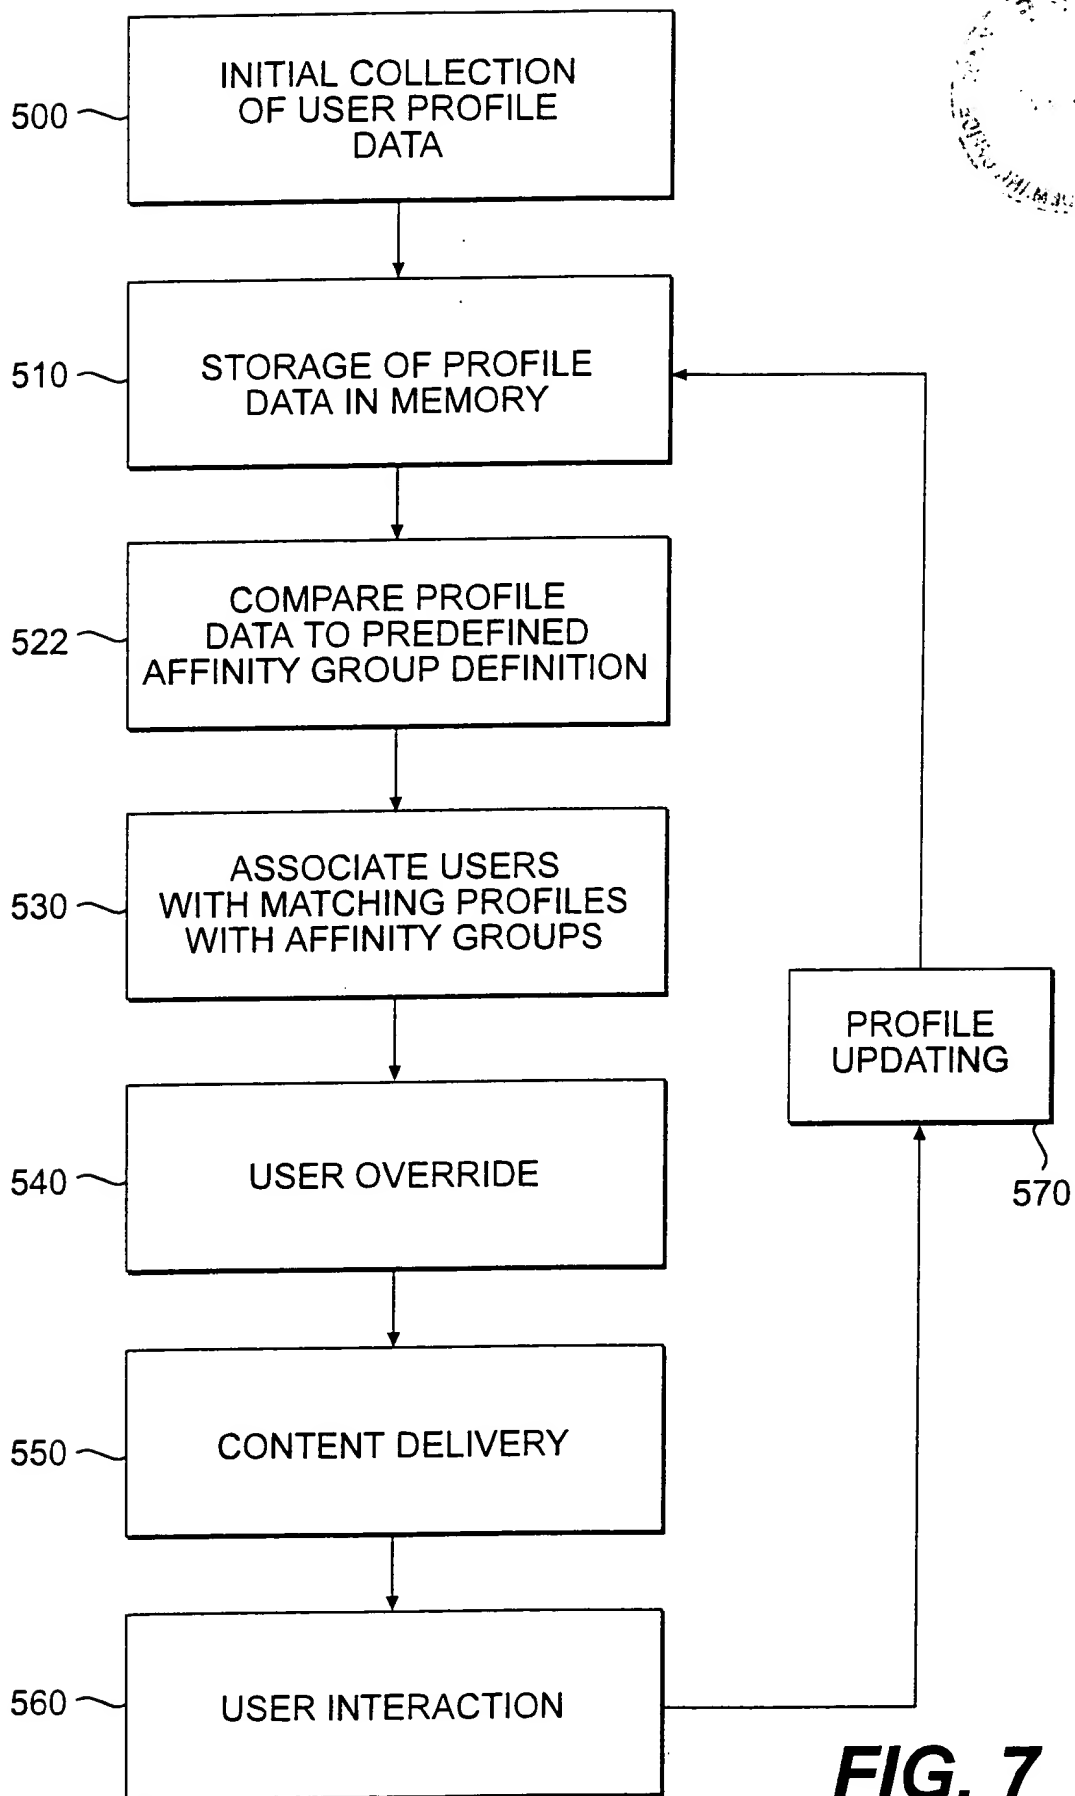 INITIAL COLLECTION
OF USER PROFILE
DATA
500
STORAGE OF PROFILE
DATA IN MEMORY
510
COMPARE PROFILE
DATA TO PREDEFINED
AFFINITY GROUP DEFINITION
522
ASSOCIATE USERS
WITH MATCHING PROFILES
WITH AFFINITY GROUPS
530
PROFILE
UPDATING
570
USER OVERRIDE
540
CONTENT DELIVERY
550
USER INTERACTION
560
FIG. 7